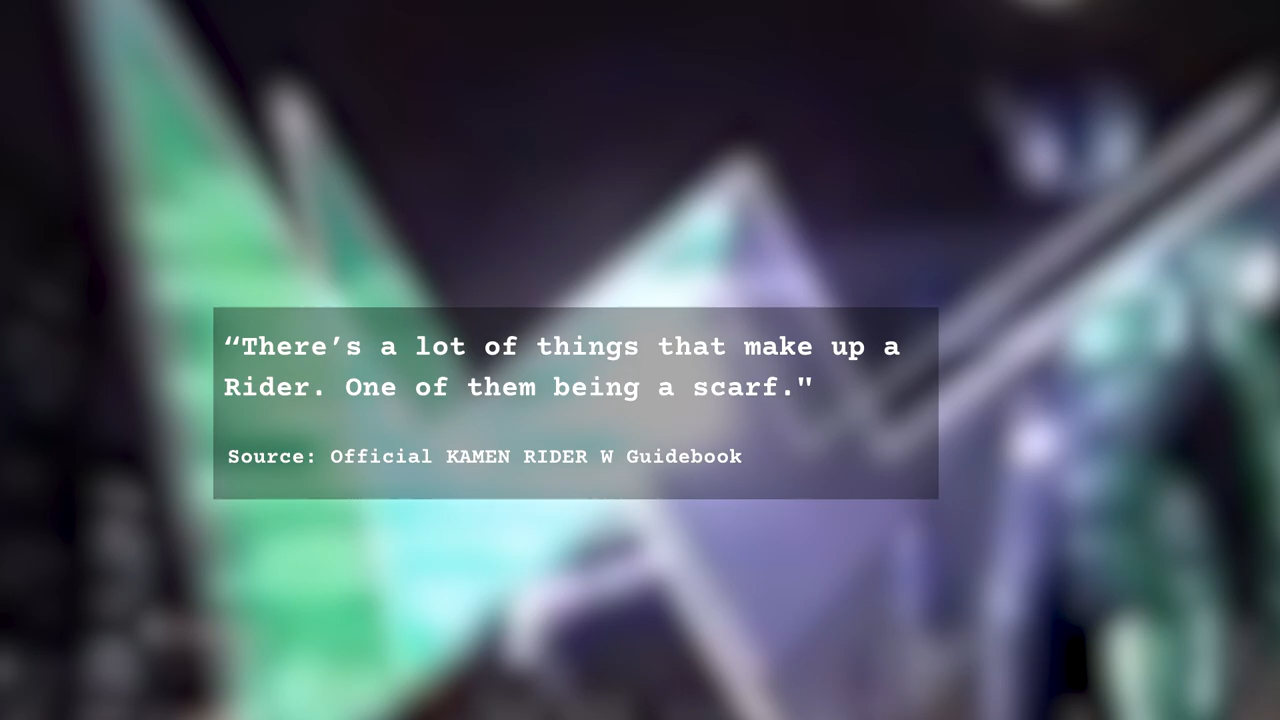 “There’s a lot of things that make up a
Rider. One of them being a scarf."
Source: Official KAMEN RIDER W Guidebook